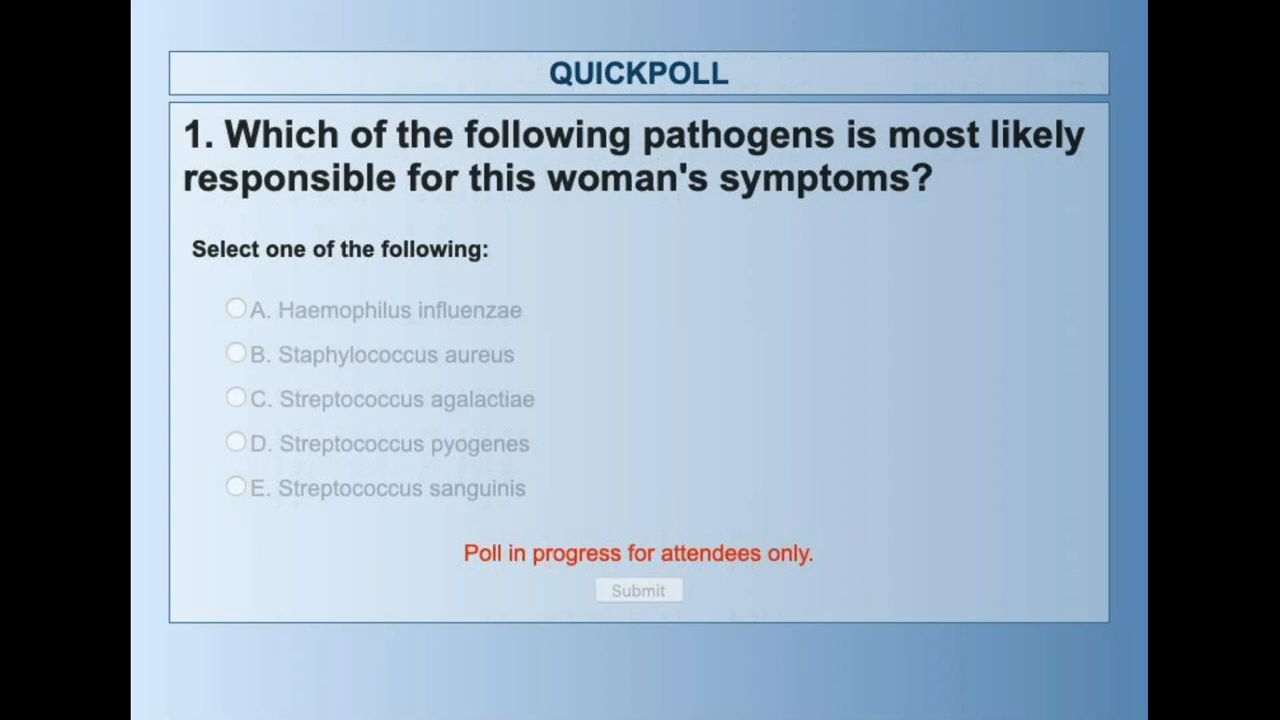 QUICKPOLL
1. Which of the following pathogens is most likely
responsible for this woman's symptoms?
Select one of the following:
A. Haemophilus influenzae
B. Staphylococcus aureus
C. Streptococcus agalactiae
D. Streptococcus pyogenes
E. Streptococcus sanguinis
Poll in progress for attendees only.
Submit